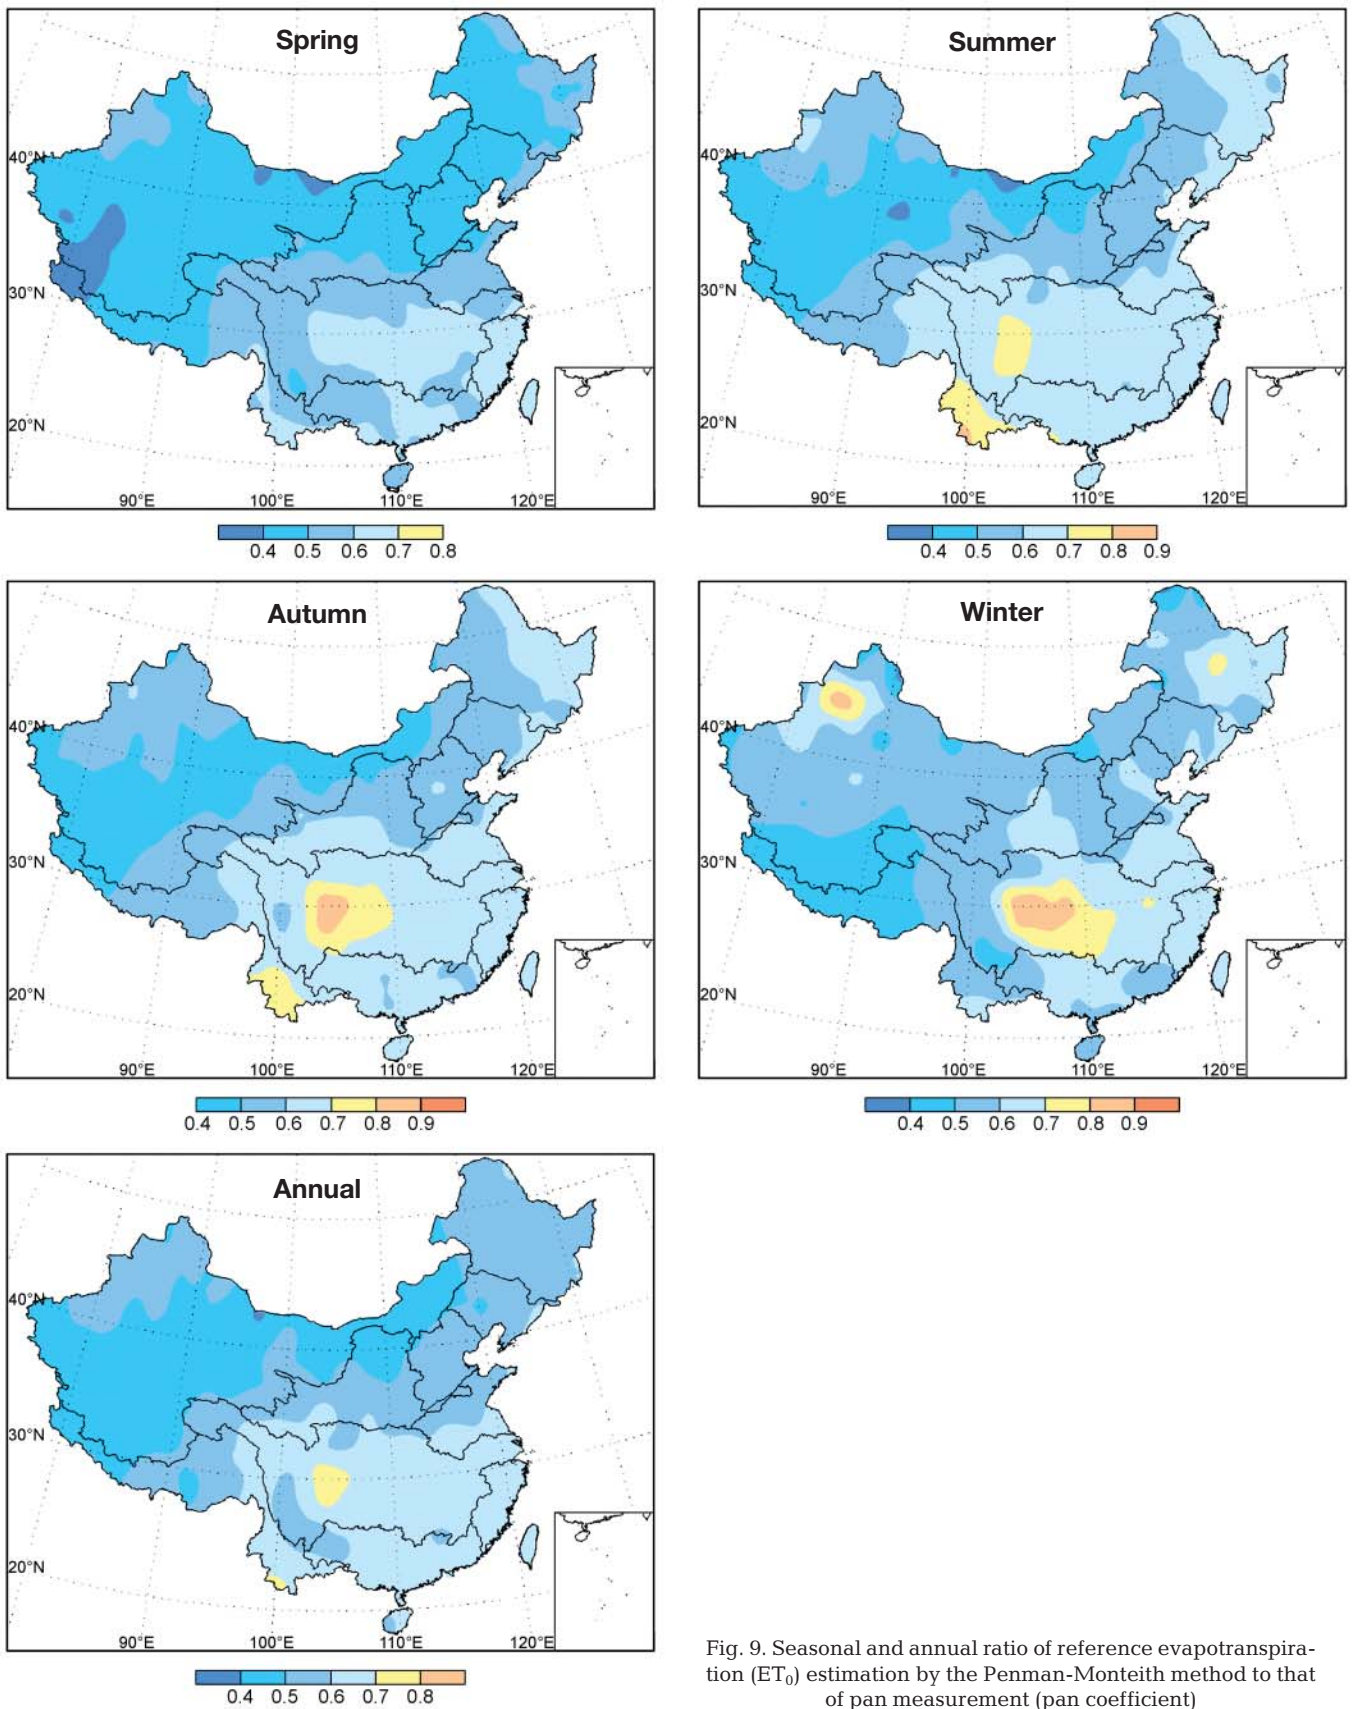 Spring
40°N
30°N
20°N
90°E 100°E 110°E 120°E
0.4 0.5 0.6 0.7 0.8
Summer
40°N
30°N
20°N
90°E 100°E 110°E 120°E
0.4 0.5 0.6 0.7 0.8 0.9
Autumn
40°N
30°N
20°N
90°E 100°E 110°E 120°E
0.4 0.5 0.6 0.7 0.8 0.9
Winter
40°N
30°N
20°N
90°E 100°E 110°E 120°E
0.4 0.5 0.6 0.7 0.8 0.9
Annual
40°N
30°N
20°N
90°E 100°E 110°E 120°E
0.4 0.5 0.6 0.7 0.8
Fig. 9. Seasonal and annual ratio of reference evapotranspira-
tion (ET₀) estimation by the Penman-Monteith method to that
of pan measurement (pan coefficient)